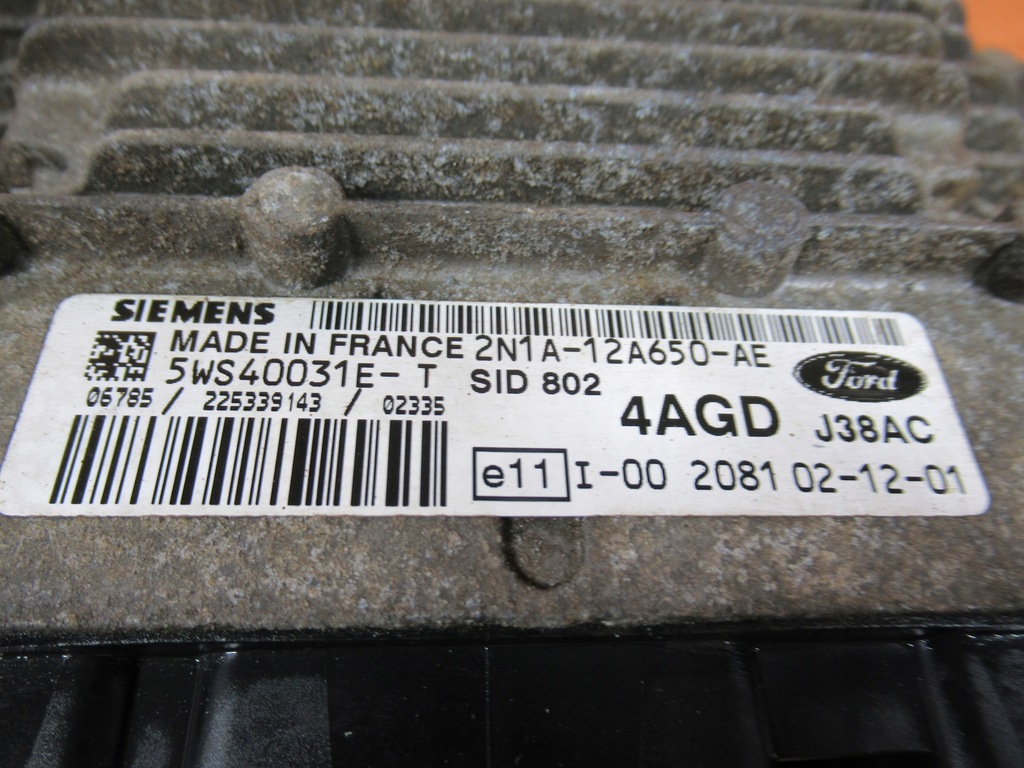 SIEMENS
MADE IN FRANCE 2N1A-12A650-AE
5WS40031E-T SID 802
Ford
06785 / 225339143 / 02335
4AGD J38AC
e11 I-00 2081 02-12-01